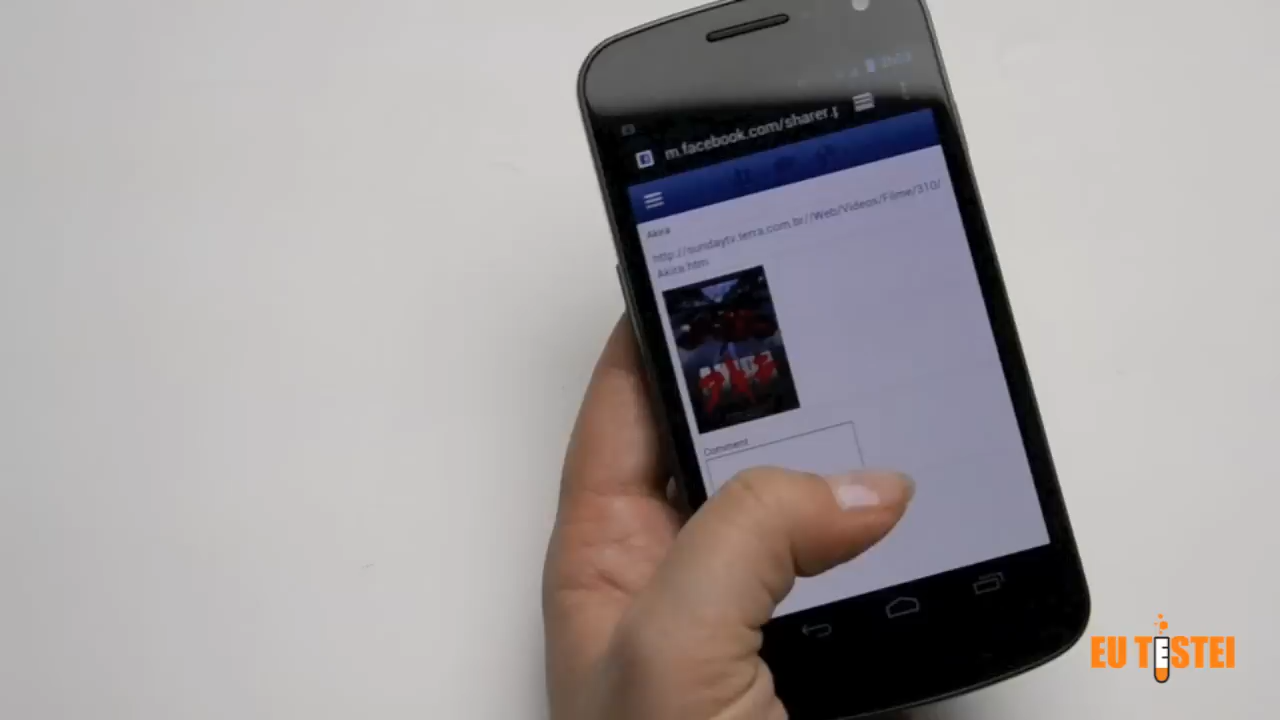 m.facebook.com/sharer.p
Akira
http://sundaytv.terra.com.br//Web/Videos/Filme/310/
Akira.htm
Comment
EU TESTEI